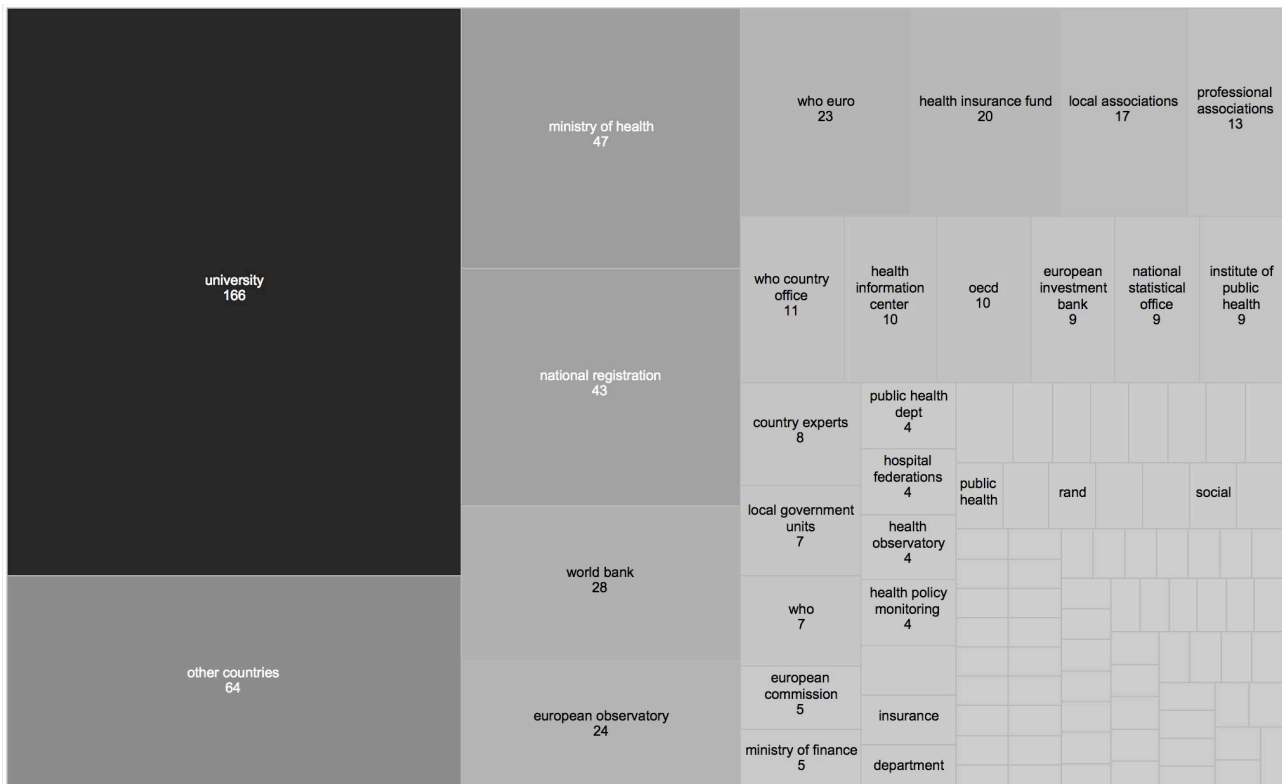 university
166
other countries
64
ministry of health
47
national registration
43
world bank
28
european observatory
24
who euro
23
health insurance fund
20
local associations
17
professional
associations
13
who country
office
11
health
information
center
10
oecd
10
european
investment
bank
9
national
statistical
office
9
institute of
public
health
9
country experts
8
local government
units
7
who
7
european
commission
5
ministry of finance
5
public health
dept
4
hospital
federations
4
health
observatory
4
health policy
monitoring
4
insurance
department
public
health
rand
social